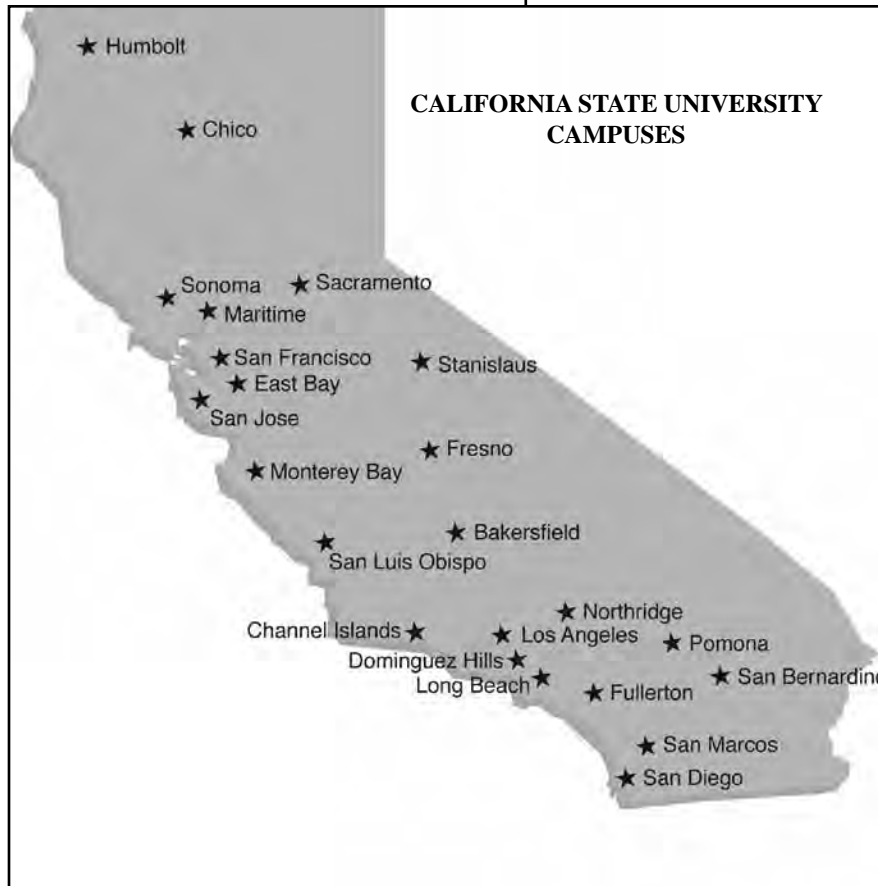 Humbolt
CALIFORNIA STATE UNIVERSITY
CAMPUSES
Chico
Sonoma
Sacramento
Maritime
San Francisco
Stanislaus
East Bay
San Jose
Fresno
Monterey Bay
Bakersfield
San Luis Obispo
Northridge
Channel Islands
Los Angeles
Pomona
Dominguez Hills
Long Beach
San Bernardino
Fullerton
San Marcos
San Diego